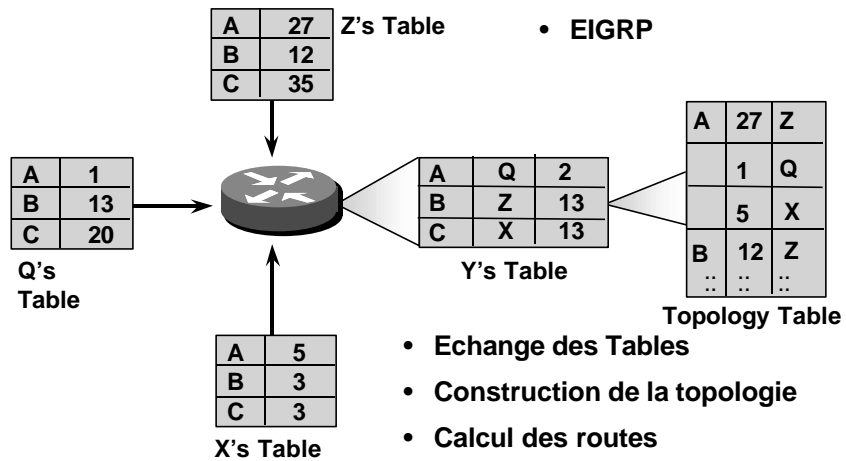 A 27
B 12
C 35
Z's Table
• EIGRP
A 1
B 13
C 20
Q's
Table
A Q 2
B Z 13
C X 13
Y's Table
A 27 Z
1 Q
5 X
B 12 Z
:: :: ::
Topology Table
A 5
B 3
C 3
X's Table
• Echange des Tables
• Construction de la topologie
• Calcul des routes